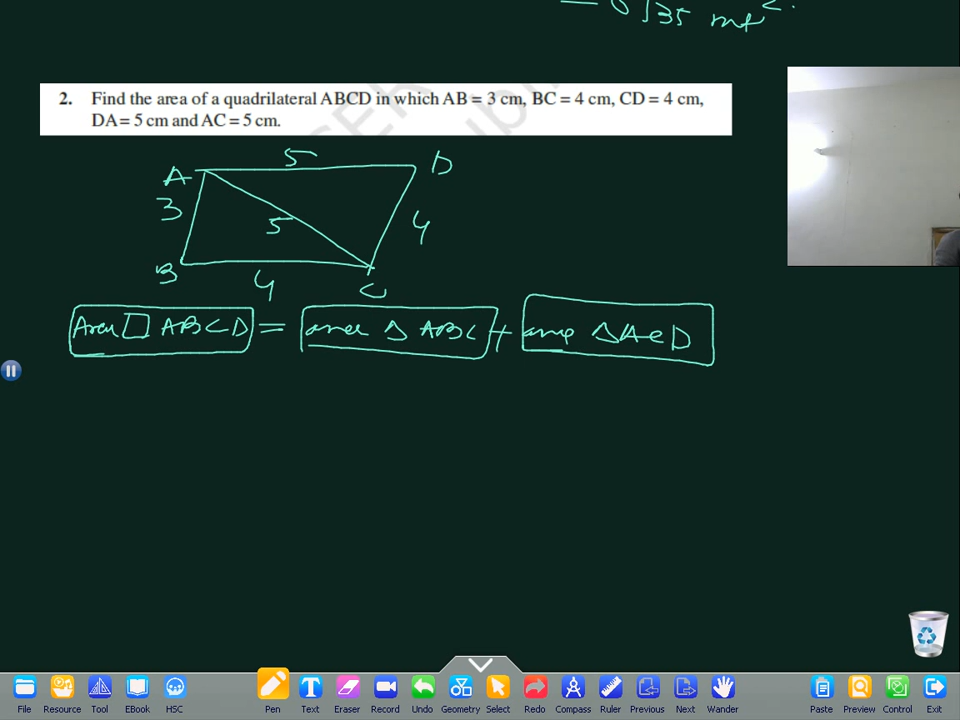 = 0 135 mt².
2. Find the area of a quadrilateral ABCD in which AB = 3 cm, BC = 4 cm, CD = 4 cm,
DA = 5 cm and AC = 5 cm.
5
A D
3 5 4
B 4 C
Area □ ABCD = area △ ABC + area △ ACD
File Resource Tool EBook HSC Pen Text Eraser Record Undo Geometry Select Redo Compass Ruler Previous Next Wander Paste Preview Control Exit